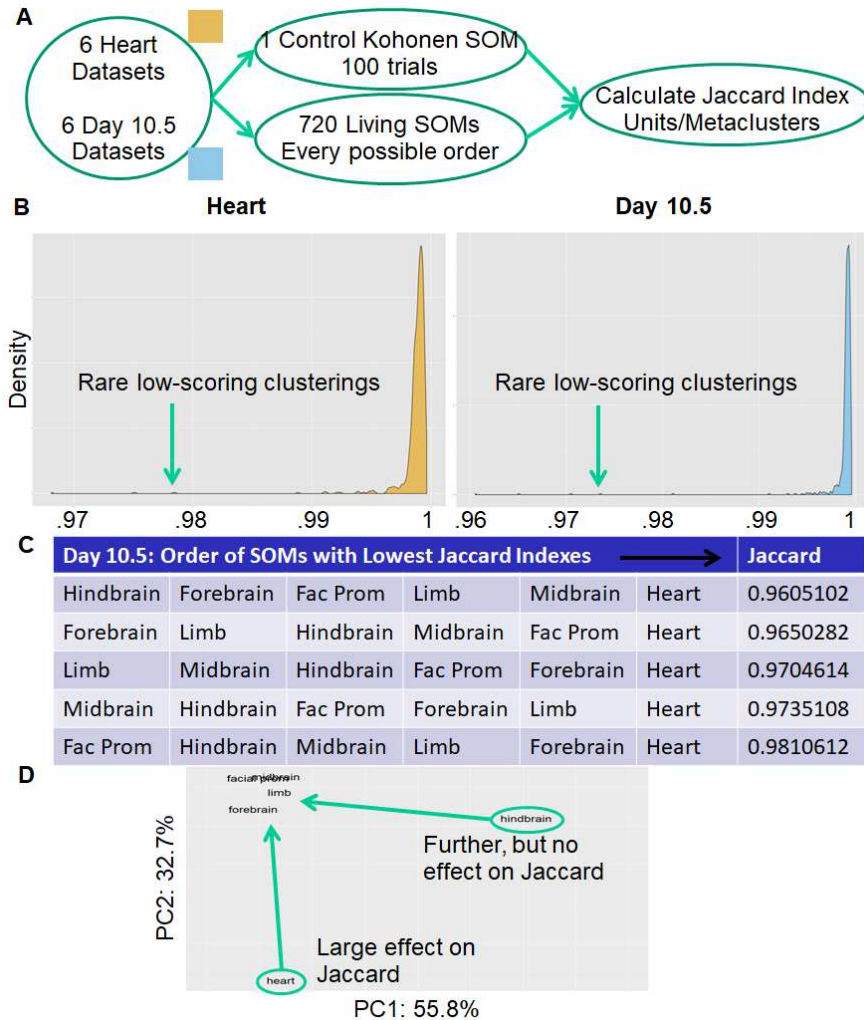 A
6 Heart
Datasets
6 Day 10.5
Datasets
1 Control Kohonen SOM
100 trials
720 Living SOMs
Every possible order
Calculate Jaccard Index
Units/Metaclusters
B
Heart
Day 10.5
Density
Rare low-scoring clusterings
Rare low-scoring clusterings
.97 .98 .99 1
.96 .97 .98 .99 1
C
Day 10.5: Order of SOMs with Lowest Jaccard Indexes Jaccard
Hindbrain Forebrain Fac Prom Limb Midbrain Heart 0.9605102
Forebrain Limb Hindbrain Midbrain Fac Prom Heart 0.9650282
Limb Midbrain Hindbrain Fac Prom Forebrain Heart 0.9704614
Midbrain Hindbrain Fac Prom Forebrain Limb Heart 0.9735108
Fac Prom Hindbrain Midbrain Limb Forebrain Heart 0.9810612
D
facial prom midbrain
limb
forebrain
hindbrain
Further, but no
effect on Jaccard
PC2: 32.7%
Large effect on
Jaccard
heart
PC1: 55.8%